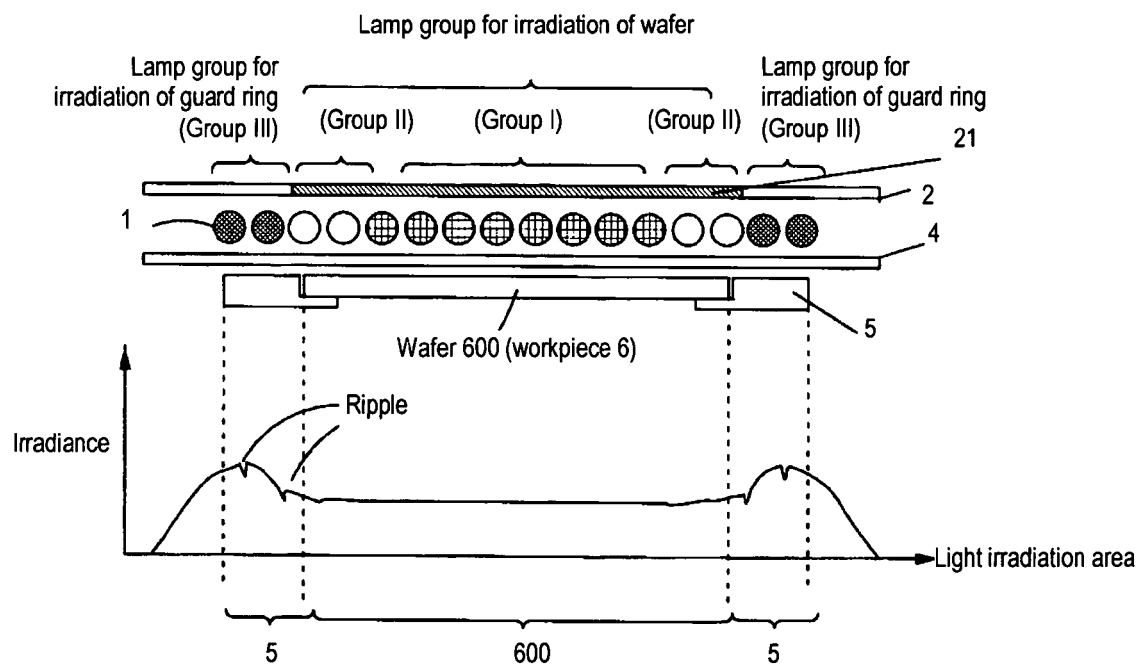 Lamp group for irradiation of wafer
Lamp group for
irradiation of guard ring
(Group III)
(Group II)
(Group I)
(Group II)
Lamp group for
irradiation of guard ring
(Group III)
21
2
1
4
5
Wafer 600 (workpiece 6)
Ripple
Irradiance
Light irradiation area
5
600
5